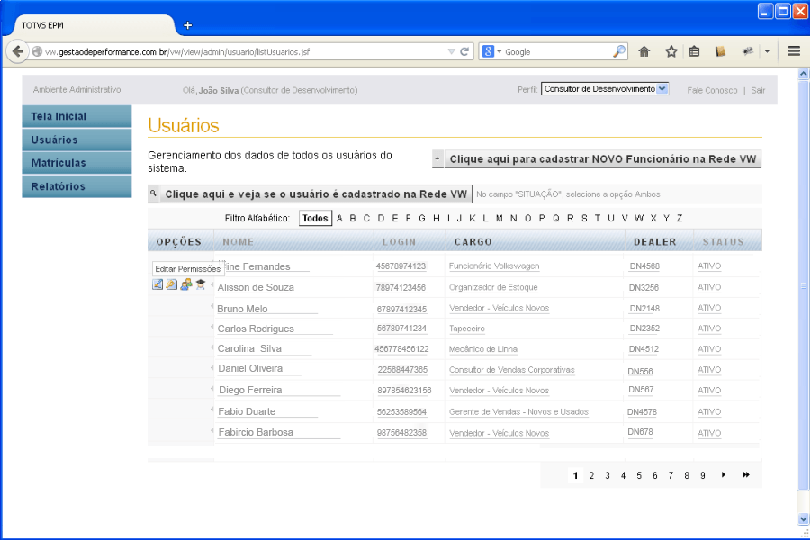 TOTVS EPM
vw.gestaodeperformance.com.br/vw/view/admin/usuario/listUsuarios.jsf
Google
Ambiente Administrativo
Olá, João Silva (Consultor de Desenvolvimento)
Perfil: Consultor de Desenvolvimento
Fale Conosco | Sair
Tela Inicial
Usuários
Matrículas
Relatórios
Usuários
Gerenciamento dos dados de todos os usuários do
sistema.
- Clique aqui para cadastrar NOVO Funcionário na Rede VW
Clique aqui e veja se o usuário é cadastrado na Rede VW
No campo "SITUAÇÃO", selecione a opção Ambos
Filtro Alfabético: Todos A B C D E F G H I J K L M N O P Q R S T U V W X Y Z
OPÇÕES NOME LOGIN CARGO DEALER STATUS
Editar Permissões
Fernandes 45678974123 Funcionário Volkswagen DN4568 ATIVO
Alisson de Souza 78974123456 Organizador de Estoque DN3256 ATIVO
Bruno Melo 67897412345 Vendedor - Veículos Novos DN2148 ATIVO
Carlos Rodrigues 56789741234 Tapeceiro DN2352 ATIVO
Carolina Silva 456778456122 Mecânico de Linha DN4512 ATIVO
Daniel Oliveira 22568447385 Consultor de Vendas Corporativas DN556 ATIVO
Diego Ferreira 897854623156 Vendedor - Veículos Novos DN567 ATIVO
Fabio Duarte 56253589564 Gerente de Vendas - Novos e Usados DN4578 ATIVO
Fabircio Barbosa 98756482358 Vendedor - Veículos Novos DN678 ATIVO
1 2 3 4 5 6 7 8 9